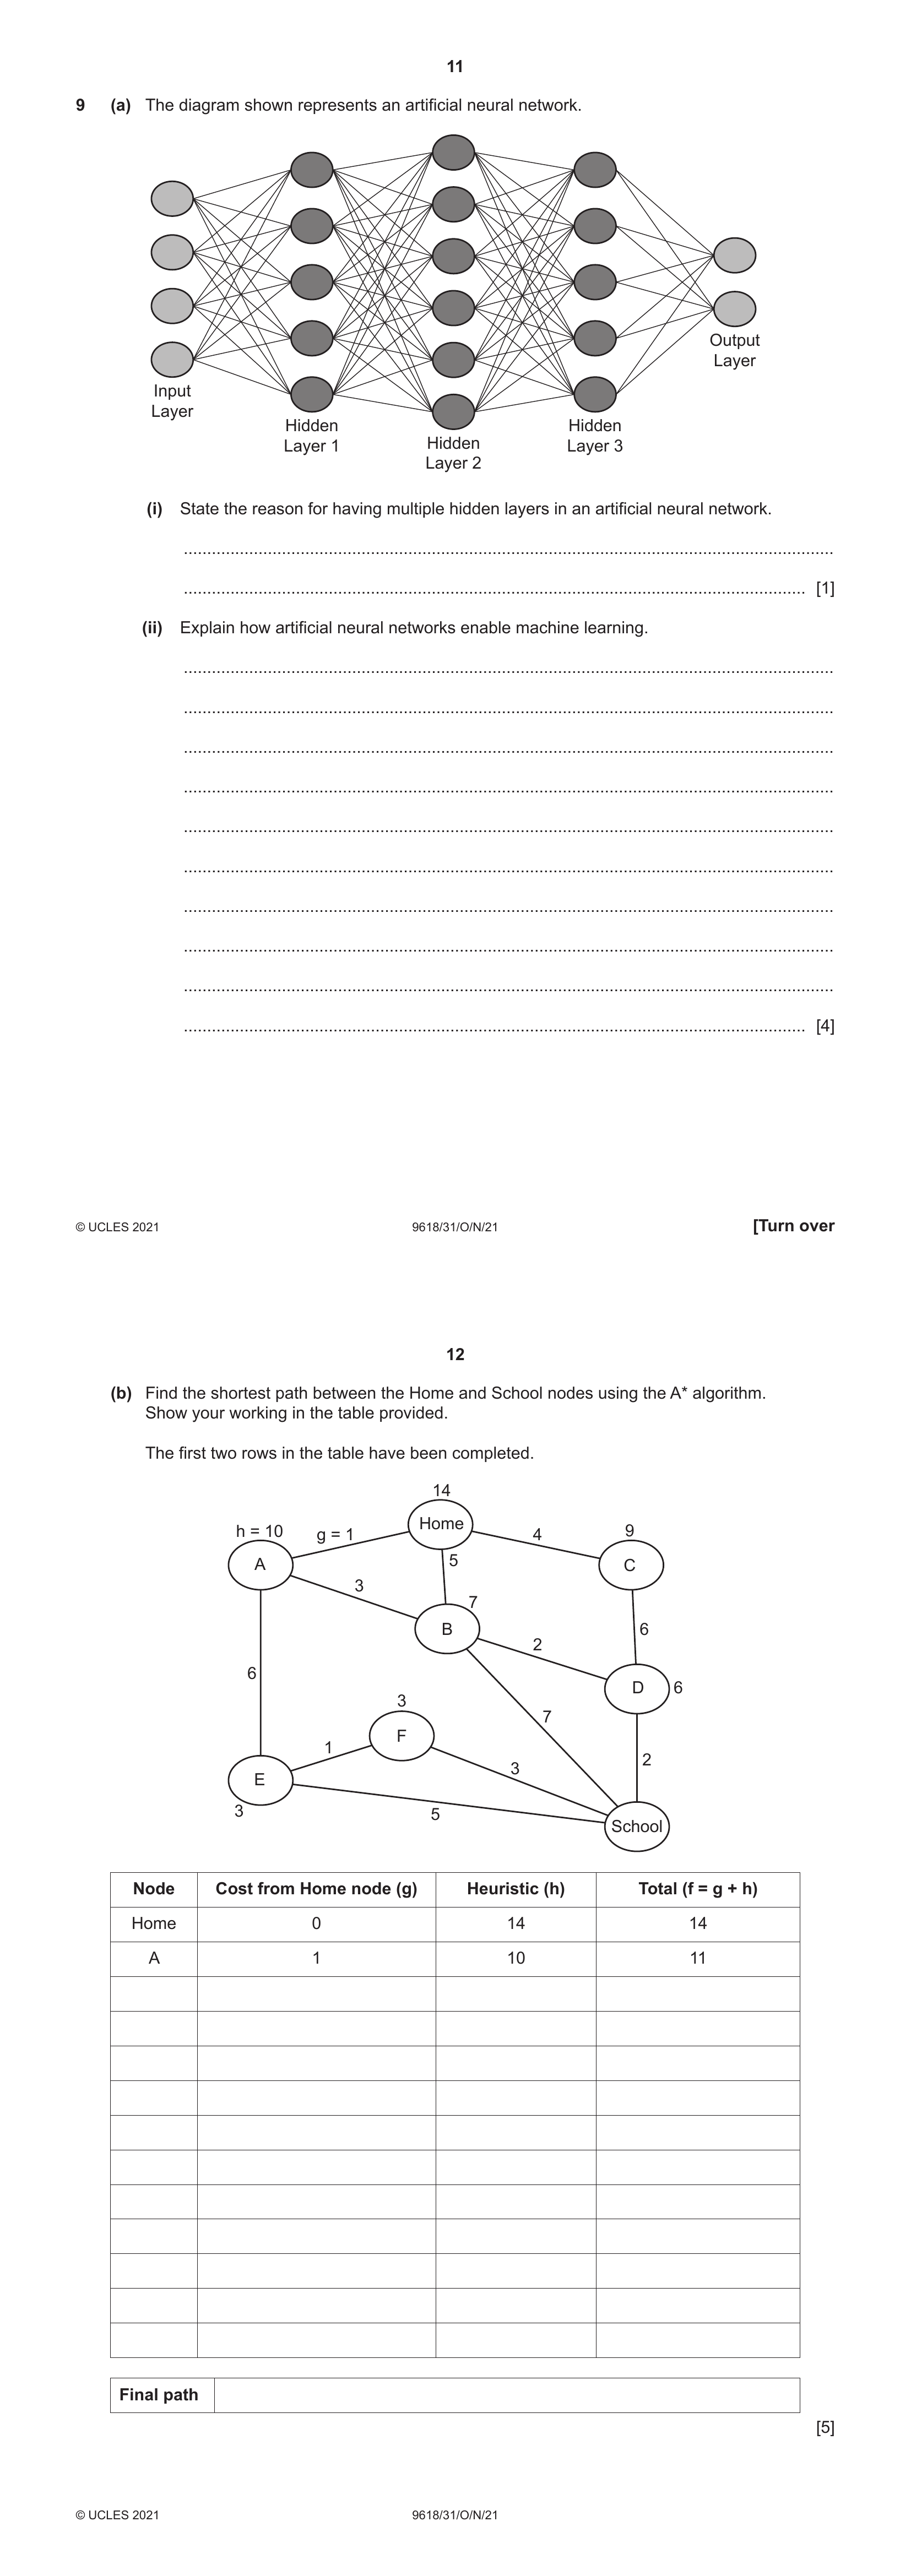 11
9 (a) The diagram shown represents an artificial neural network.
Input
Layer
Hidden
Layer 1
Hidden
Layer 2
Hidden
Layer 3
Output
Layer
(i) State the reason for having multiple hidden layers in an artificial neural network.
[1]
(ii) Explain how artificial neural networks enable machine learning.
[4]
© UCLES 2021 9618/31/O/N/21 [Turn over
12
(b) Find the shortest path between the Home and School nodes using the A* algorithm.
Show your working in the table provided.
The first two rows in the table have been completed.
14
Home
h = 10
g = 1
4
9
A
5
C
3
7
B
6
2
6
D
6
3
7
F
1
2
3
E
3
5
School
Node Cost from Home node (g) Heuristic (h) Total (f = g + h)
Home 0 14 14
A 1 10 11
Final path
[5]
© UCLES 2021 9618/31/O/N/21